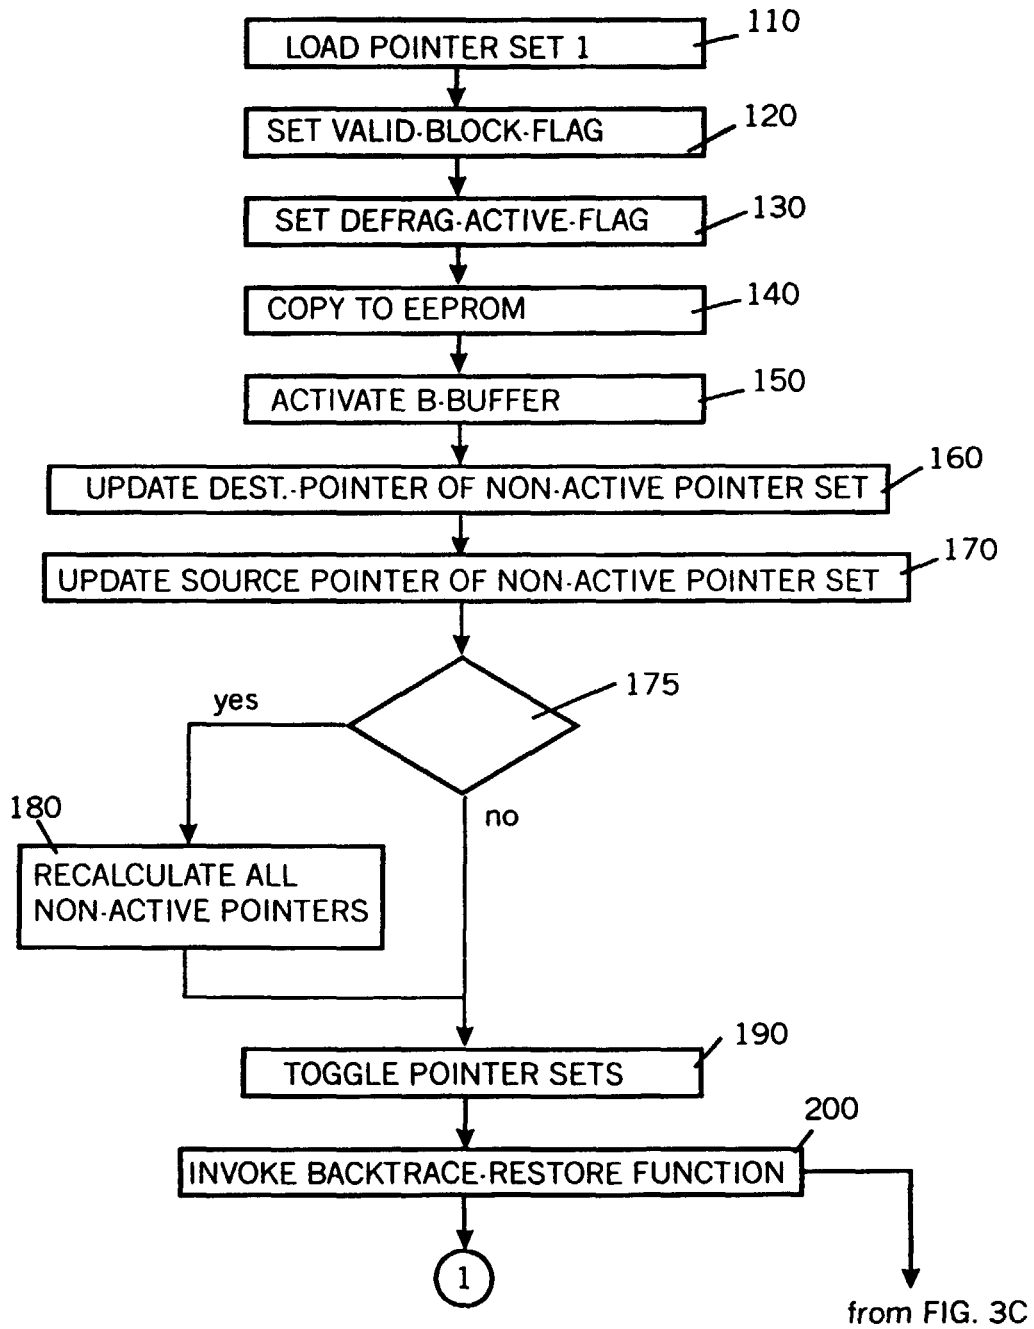 110
LOAD POINTER SET 1
120
SET VALID-BLOCK-FLAG
130
SET DEFRAG-ACTIVE-FLAG
140
COPY TO EEPROM
150
ACTIVATE B-BUFFER
160
UPDATE DEST.-POINTER OF NON-ACTIVE POINTER SET
170
UPDATE SOURCE POINTER OF NON-ACTIVE POINTER SET
175
yes
no
180
RECALCULATE ALL
NON-ACTIVE POINTERS
190
TOGGLE POINTER SETS
200
INVOKE BACKTRACE-RESTORE FUNCTION
1
from FIG. 3C